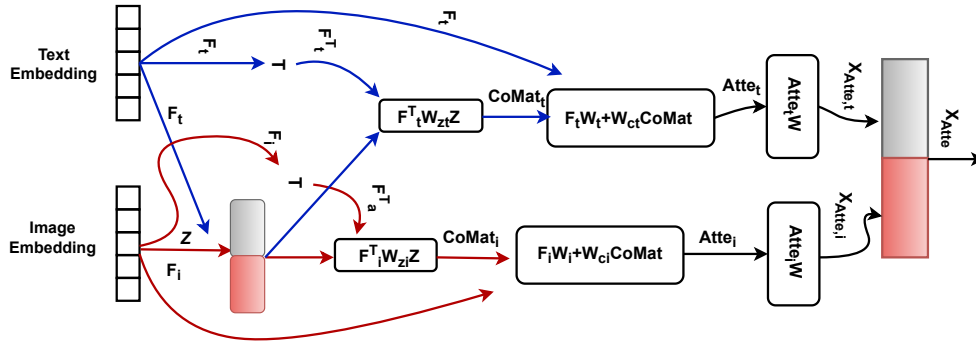 Text
Embedding
F_t
T
F^T_t
F_t
F^T_tW_ztZ
CoMat_t
F_tW_t+W_ctCoMat
Atte_t
Atte_tW
X_Atte,t
X_Atte
F_t
F_i
T
F^T_a
Image
Embedding
Z
F_i
F^T_iW_ziZ
CoMat_i
F_iW_i+W_ciCoMat
Atte_i
Atte_iW
X_Atte,i